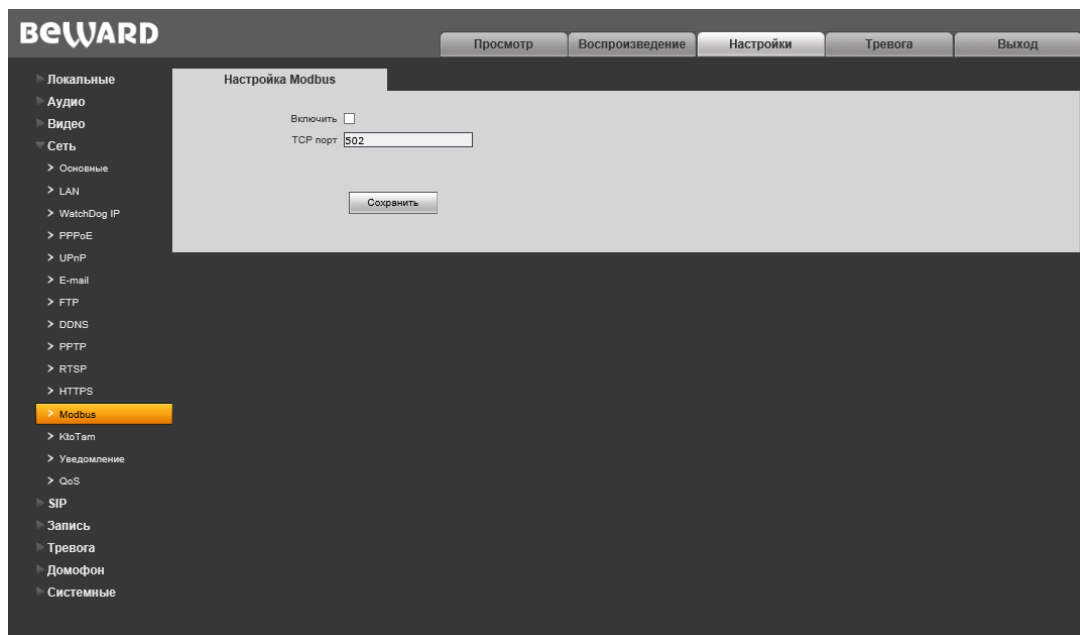 BEWARD
Просмотр
Воспроизведение
Настройки
Тревога
Выход
Локальные
Аудио
Видео
Сеть
Основные
LAN
WatchDog IP
PPPoE
UPnP
E-mail
FTP
DDNS
PPTP
RTSP
HTTPS
Modbus
KtoTam
Уведомление
QoS
SIP
Запись
Тревога
Домофон
Системные
Настройка Modbus
Включить
TCP порт 502
Сохранить